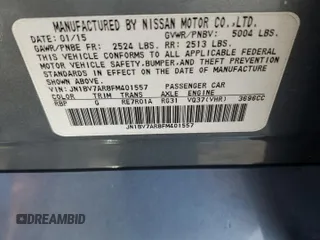 MANUFACTURED BY NISSAN MOTOR CO.,LTD.
DATE: 01/15 GVWR/PNBV: 5004 LBS.
GAWR/PNBE FR: 2524 LBS. RR: 2513 LBS.
THIS VEHICLE CONFORMS TO ALL APPLICABLE FEDERAL
MOTOR VEHICLE SAFETY,BUMPER,AND THEFT PREVENTION
STANDARDS IN EFFECT ON THE DATE OF MANUFACTURE
SHOWN ABOVE.
VIN: JN1BV7AR8FM401557 PASSENGER CAR
COLOR TRIM TRANS AXLE ENGINE
RBP G RE7R01A RG31 VQ37(VHR) 3696CC
JN1BV7AR8FM401557
DREAMBID